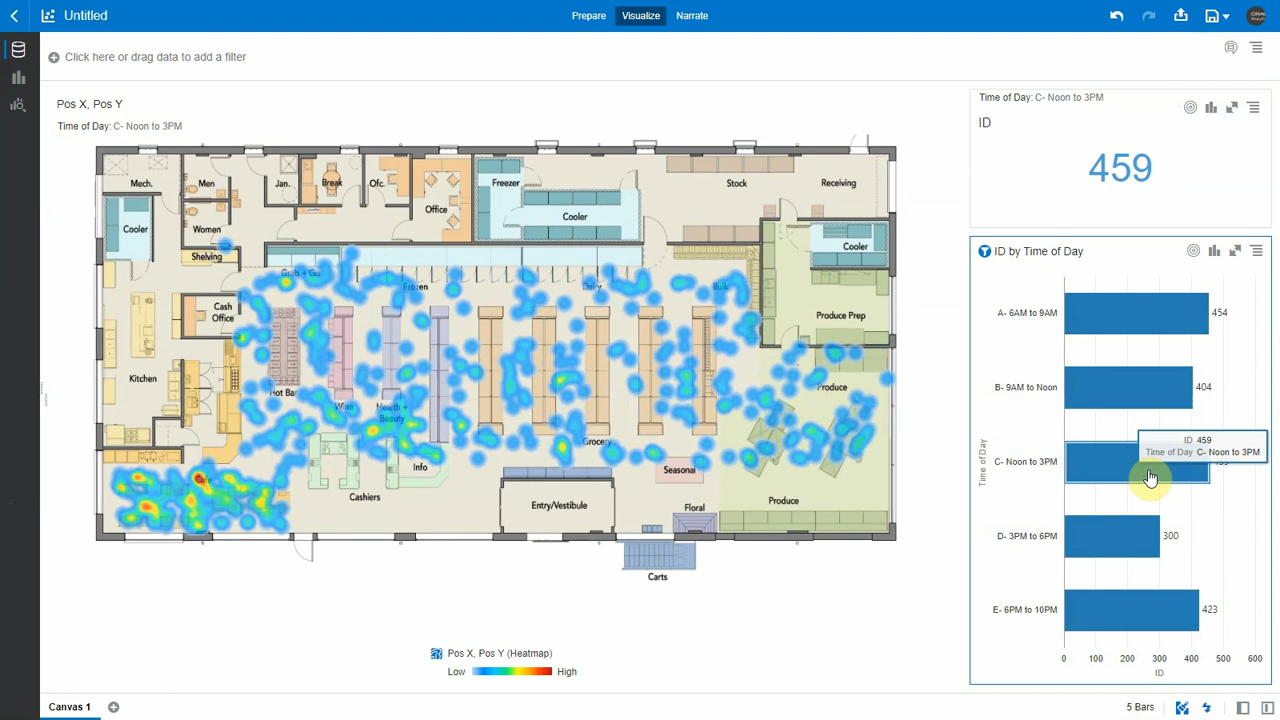 Untitled
Prepare
Visualize
Narrate
Click here or drag data to add a filter
Pos X, Pos Y
Time of Day: C- Noon to 3PM
Mech.
Men
Jan.
Break
Ofc.
Office
Freezer
Cooler
Stock
Receiving
Cooler
Women
Shelving
Cooler
Grab + Go
Frozen
Dairy
Bulk
Cash
Office
Produce Prep
Kitchen
Hot Bar
Wine
Health +
Beauty
Produce
Grocery
Info
Cashiers
Seasonal
Cafe
Entry/Vestibule
Floral
Produce
Carts
Pos X, Pos Y (Heatmap)
Low
High
Time of Day: C- Noon to 3PM
ID
459
ID by Time of Day
Time of Day
A- 6AM to 9AM
454
B- 9AM to Noon
404
ID 459
Time of Day C- Noon to 3PM
C- Noon to 3PM
D- 3PM to 6PM
300
E- 6PM to 10PM
423
0 100 200 300 400 500 600
ID
Canvas 1
5 Bars